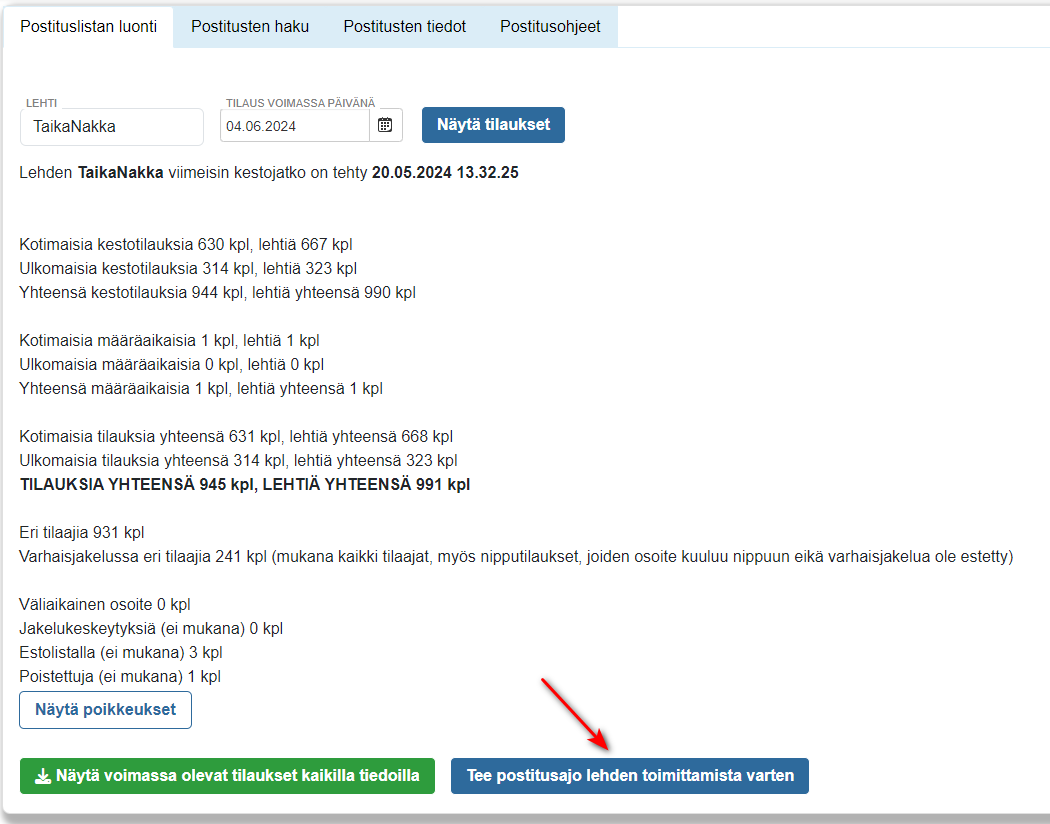 Postituslistan luonti Postitusten haku Postitusten tiedot Postitusohjeet
LEHTI TILAUS VOIMASSA PÄIVÄNÄ
TaikaNakka 04.06.2024 Näytä tilaukset
Lehden TaikaNakka viimeisin kestojatko on tehty 20.05.2024 13.32.25
Kotimaisia kestotilauksia 630 kpl, lehtiä 667 kpl
Ulkomaisia kestotilauksia 314 kpl, lehtiä 323 kpl
Yhteensä kestotilauksia 944 kpl, lehtiä yhteensä 990 kpl
Kotimaisia määräaikaisia 1 kpl, lehtiä 1 kpl
Ulkomaisia määräaikaisia 0 kpl, lehtiä 0 kpl
Yhteensä määräaikaisia 1 kpl, lehtiä yhteensä 1 kpl
Kotimaisia tilauksia yhteensä 631 kpl, lehtiä yhteensä 668 kpl
Ulkomaisia tilauksia yhteensä 314 kpl, lehtiä yhteensä 323 kpl
TILAUKSIA YHTEENSÄ 945 kpl, LEHTIÄ YHTEENSÄ 991 kpl
Eri tilaajia 931 kpl
Varhaisjakelussa eri tilaajia 241 kpl (mukana kaikki tilaajat, myös nipputilaukset, joiden osoite kuuluu nippuun eikä varhaisjakelua ole estetty)
Väliaikainen osoite 0 kpl
Jakelukeskeytyksiä (ei mukana) 0 kpl
Estolistalla (ei mukana) 3 kpl
Poistettuja (ei mukana) 1 kpl
Näytä poikkeukset
Näytä voimassa olevat tilaukset kaikilla tiedoilla Tee postitusajo lehden toimittamista varten